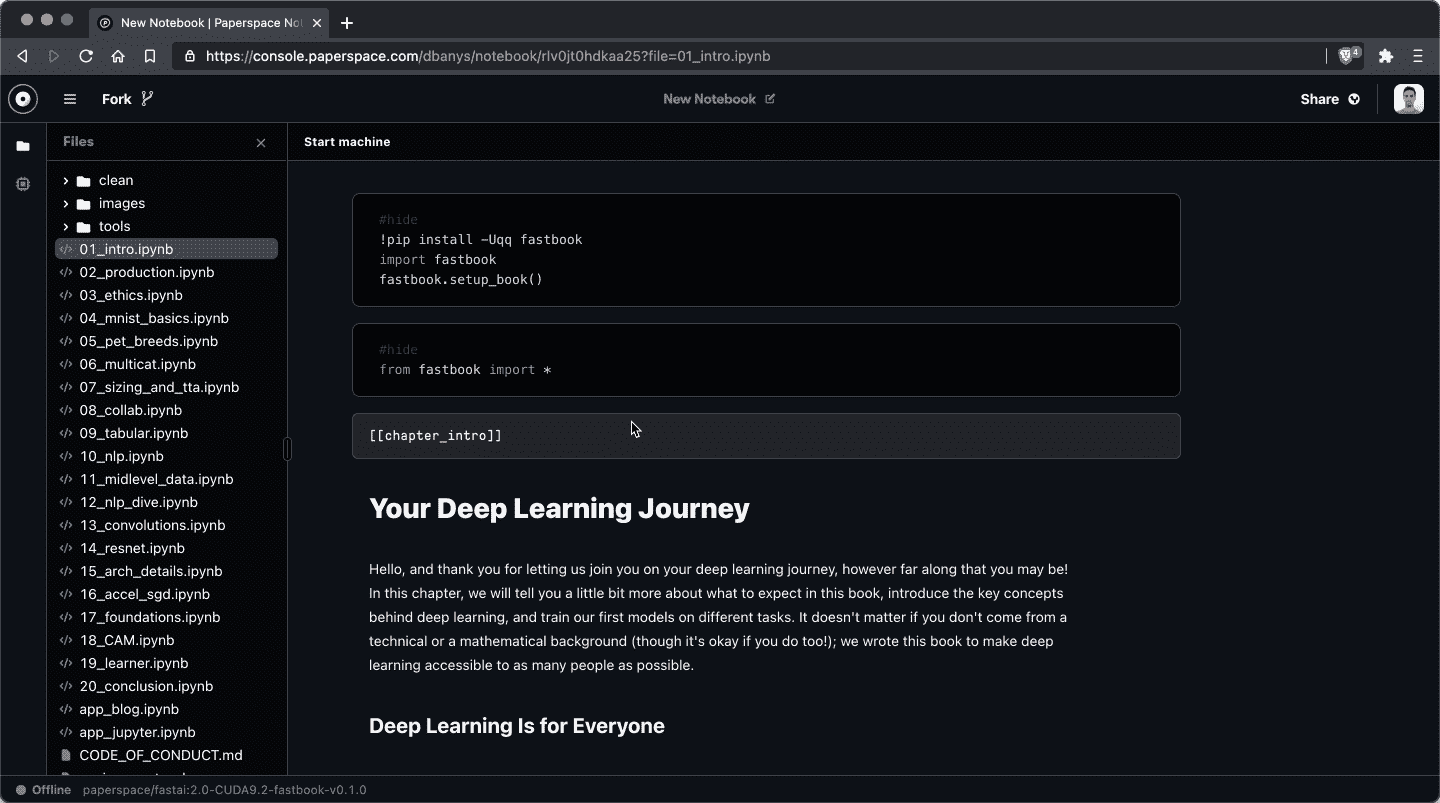 New Notebook | Paperspace No
https://console.paperspace.com/dbanys/notebook/rlv0jt0hdkaa25?file=01_intro.ipynb
4
Fork
New Notebook
Share
Files
Start machine
clean
images
tools
01_intro.ipynb
02_production.ipynb
03_ethics.ipynb
04_mnist_basics.ipynb
05_pet_breeds.ipynb
06_multicat.ipynb
07_sizing_and_tta.ipynb
08_collab.ipynb
09_tabular.ipynb
10_nlp.ipynb
11_midlevel_data.ipynb
12_nlp_dive.ipynb
13_convolutions.ipynb
14_resnet.ipynb
15_arch_details.ipynb
16_accel_sgd.ipynb
17_foundations.ipynb
18_CAM.ipynb
19_learner.ipynb
20_conclusion.ipynb
app_blog.ipynb
app_jupyter.ipynb
CODE_OF_CONDUCT.md
#hide
!pip install -Uqq fastbook
import fastbook
fastbook.setup_book()
#hide
from fastbook import *
[[chapter_intro]]
Your Deep Learning Journey
Hello, and thank you for letting us join you on your deep learning journey, however far along that you may be!
In this chapter, we will tell you a little bit more about what to expect in this book, introduce the key concepts
behind deep learning, and train our first models on different tasks. It doesn't matter if you don't come from a
technical or a mathematical background (though it's okay if you do too!); we wrote this book to make deep
learning accessible to as many people as possible.
Deep Learning Is for Everyone
Offline
paperspace/fastai:2.0-CUDA9.2-fastbook-v0.1.0